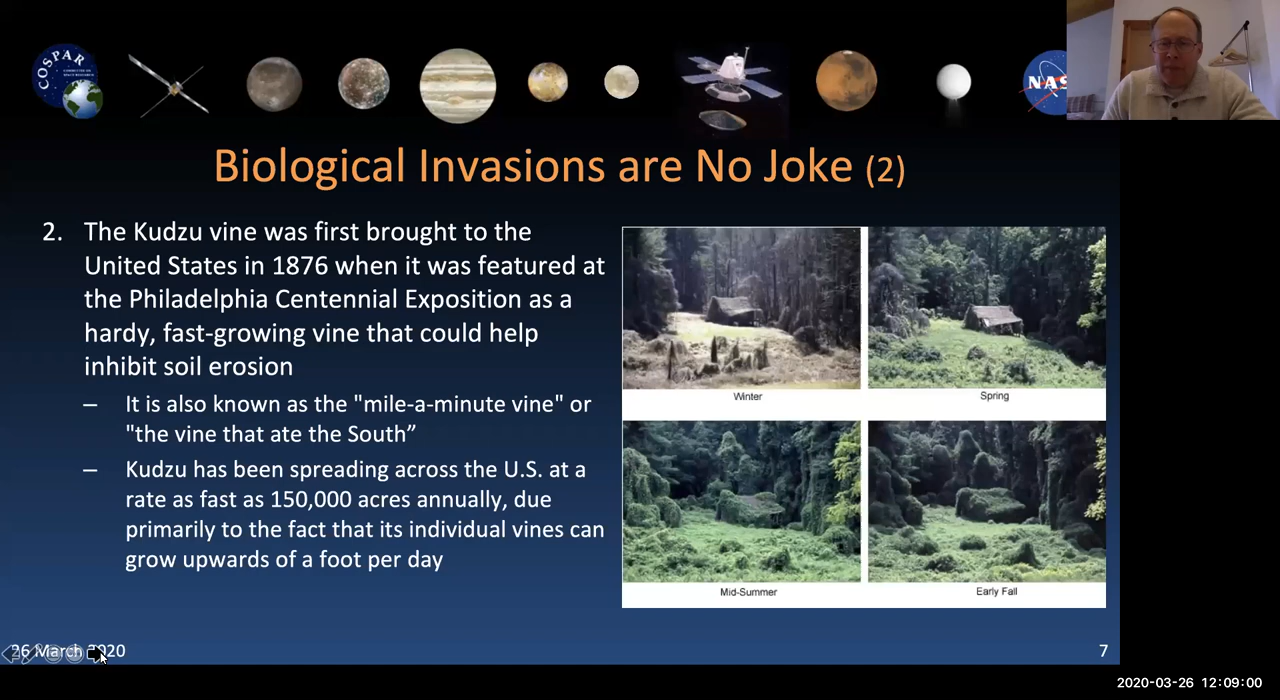 COSPAR
NAS
Biological Invasions are No Joke (2)
2. The Kudzu vine was first brought to the
United States in 1876 when it was featured at
the Philadelphia Centennial Exposition as a
hardy, fast-growing vine that could help
inhibit soil erosion
– It is also known as the "mile-a-minute vine" or
"the vine that ate the South”
– Kudzu has been spreading across the U.S. at a
rate as fast as 150,000 acres annually, due
primarily to the fact that its individual vines can
grow upwards of a foot per day
Winter
Spring
Mid-Summer
Early Fall
26 March 2020
7
2020-03-26 12:09:00